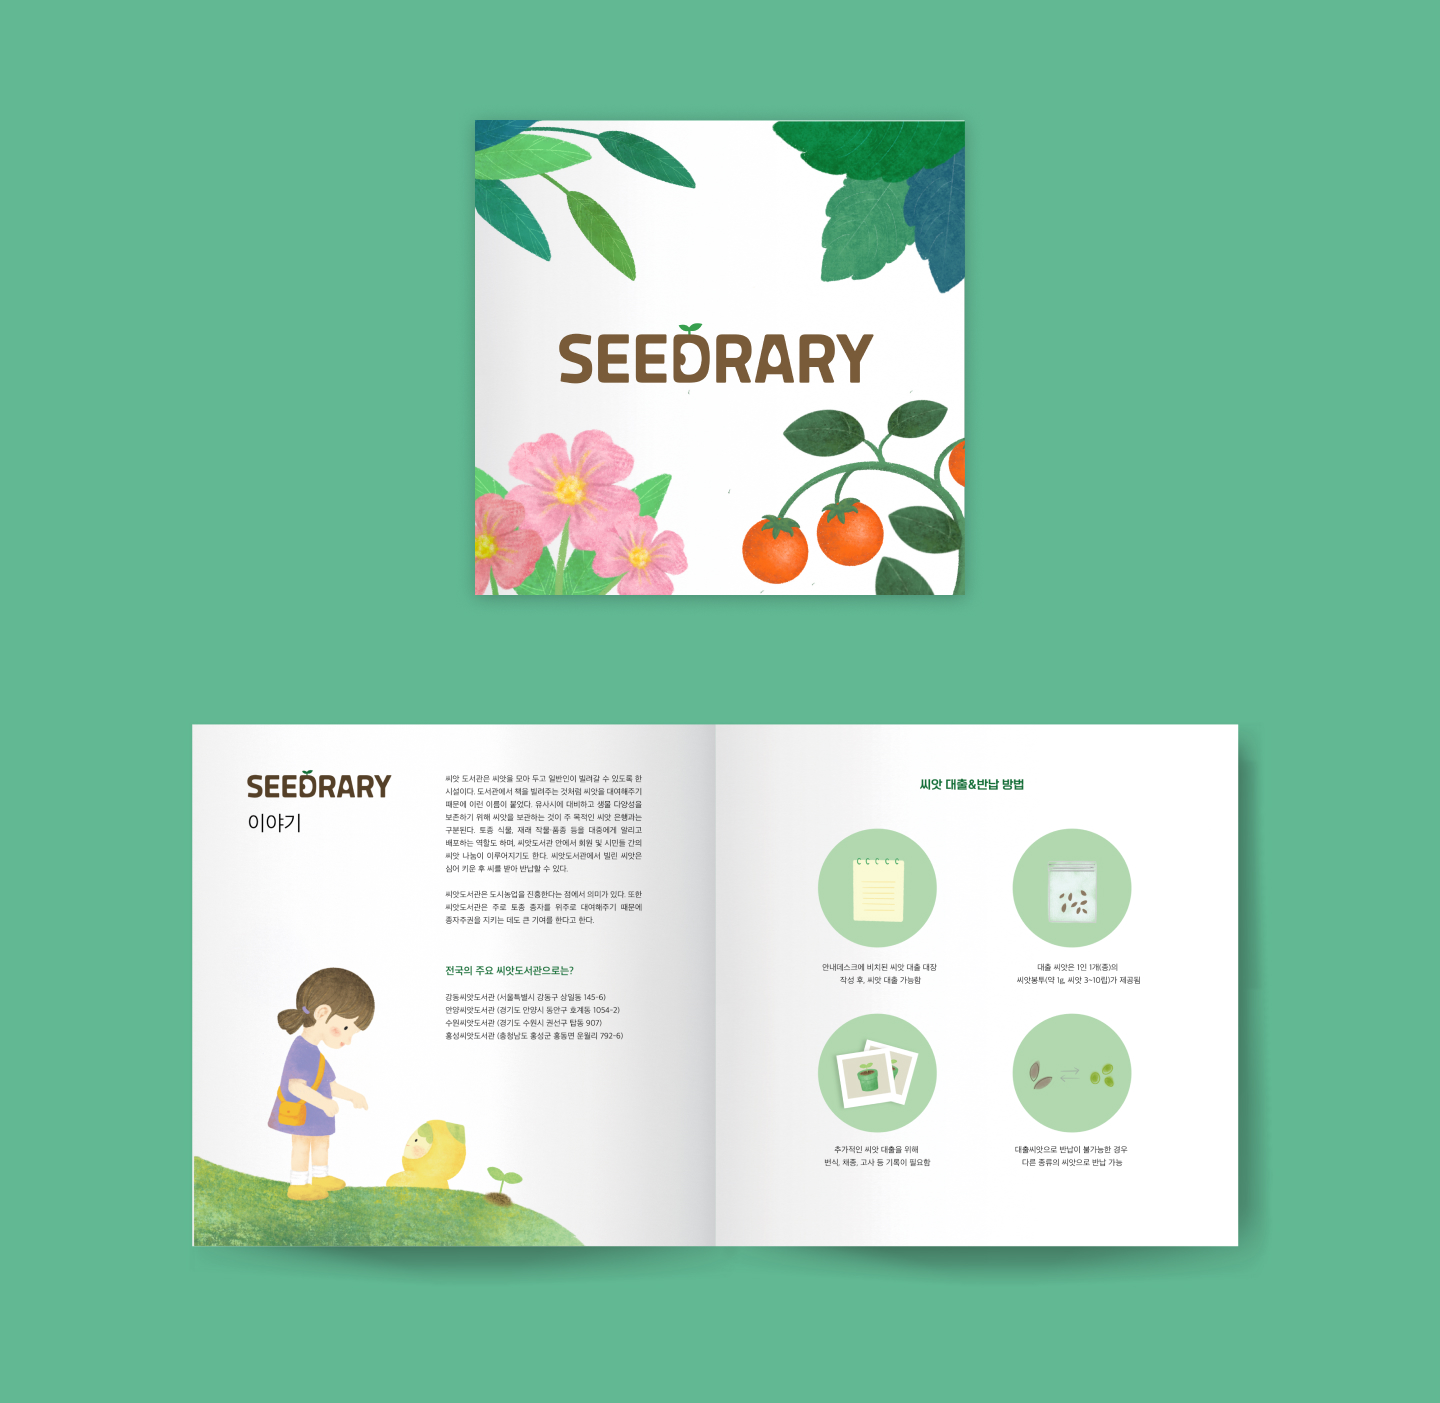 SEEDRARY
SEEDRARY
이야기
씨앗 도서관은 씨앗을 모아 두고 일반인이 빌려갈 수 있도록 한
시설이다. 도서관에서 책을 빌려주는 것처럼 씨앗을 대여해주기
때문에 이런 이름이 붙었다. 유사시에 대비하고 생물 다양성을
보존하기 위해 씨앗을 보관하는 것이 주 목적인 씨앗 은행과는
구분된다. 토종 식물, 재래 작물·품종 등을 대중에게 알리고
배포하는 역할도 하며, 씨앗도서관 안에서 회원 및 시민들 간의
씨앗 나눔이 이루어지기도 한다. 씨앗도서관에서 빌린 씨앗은
심어 키운 후 씨를 받아 반납할 수 있다.
씨앗도서관은 도시농업을 진흥한다는 점에서 의미가 있다. 또한
씨앗도서관은 주로 토종 종자를 위주로 대여해주기 때문에
종자주권을 지키는 데도 큰 기여를 한다고 한다.
전국의 주요 씨앗도서관으로는?
강동씨앗도서관 (서울특별시 강동구 상일동 145-6)
안양씨앗도서관 (경기도 안양시 동안구 호계동 1054-2)
수원씨앗도서관 (경기도 수원시 권선구 탑동 907)
홍성씨앗도서관 (충청남도 홍성군 홍동면 운월리 792-6)
씨앗 대출&반납 방법
안내데스크에 비치된 씨앗 대출 대장
작성 후, 씨앗 대출 가능함
대출 씨앗은 1인 1개(종)의
씨앗봉투(약 1g, 씨앗 3~10립)가 제공됨
추가적인 씨앗 대출을 위해
번식, 채종, 고사 등 기록이 필요함
대출씨앗으로 반납이 불가능한 경우
다른 종류의 씨앗으로 반납 가능